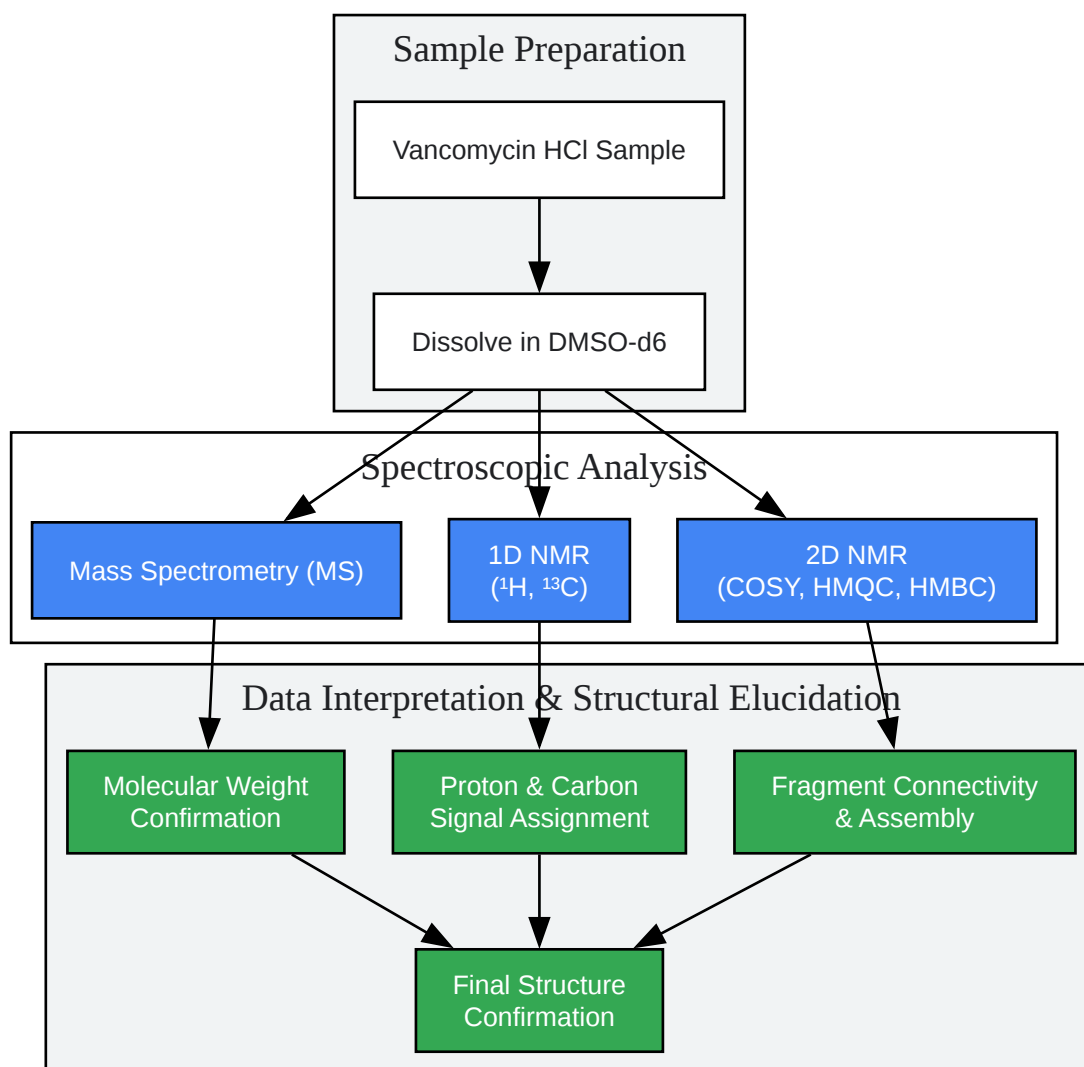 Sample Preparation
Vancomycin HCl Sample
Dissolve in DMSO-d6
Spectroscopic Analysis
Mass Spectrometry (MS)
1D NMR
(¹H, ¹³C)
2D NMR
(COSY, HMQC, HMBC)
Data Interpretation & Structural Elucidation
Molecular Weight
Confirmation
Proton & Carbon
Signal Assignment
Fragment Connectivity
& Assembly
Final Structure
Confirmation